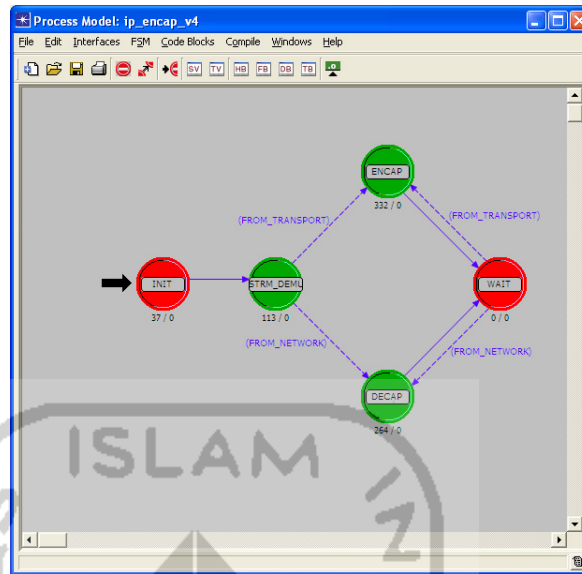 Process Model: ip_encap_v4
File Edit Interfaces FSM Code Blocks Compile Windows Help
SV TV HB FB DB TB
ENCAP
332 / 0
(FROM_TRANSPORT)
(FROM_TRANSPORT)
INIT
37 / 0
STRM_DEMU
113 / 0
WAIT
0 / 0
(FROM_NETWORK)
(FROM_NETWORK)
DECAP
264 / 0
ISLAM